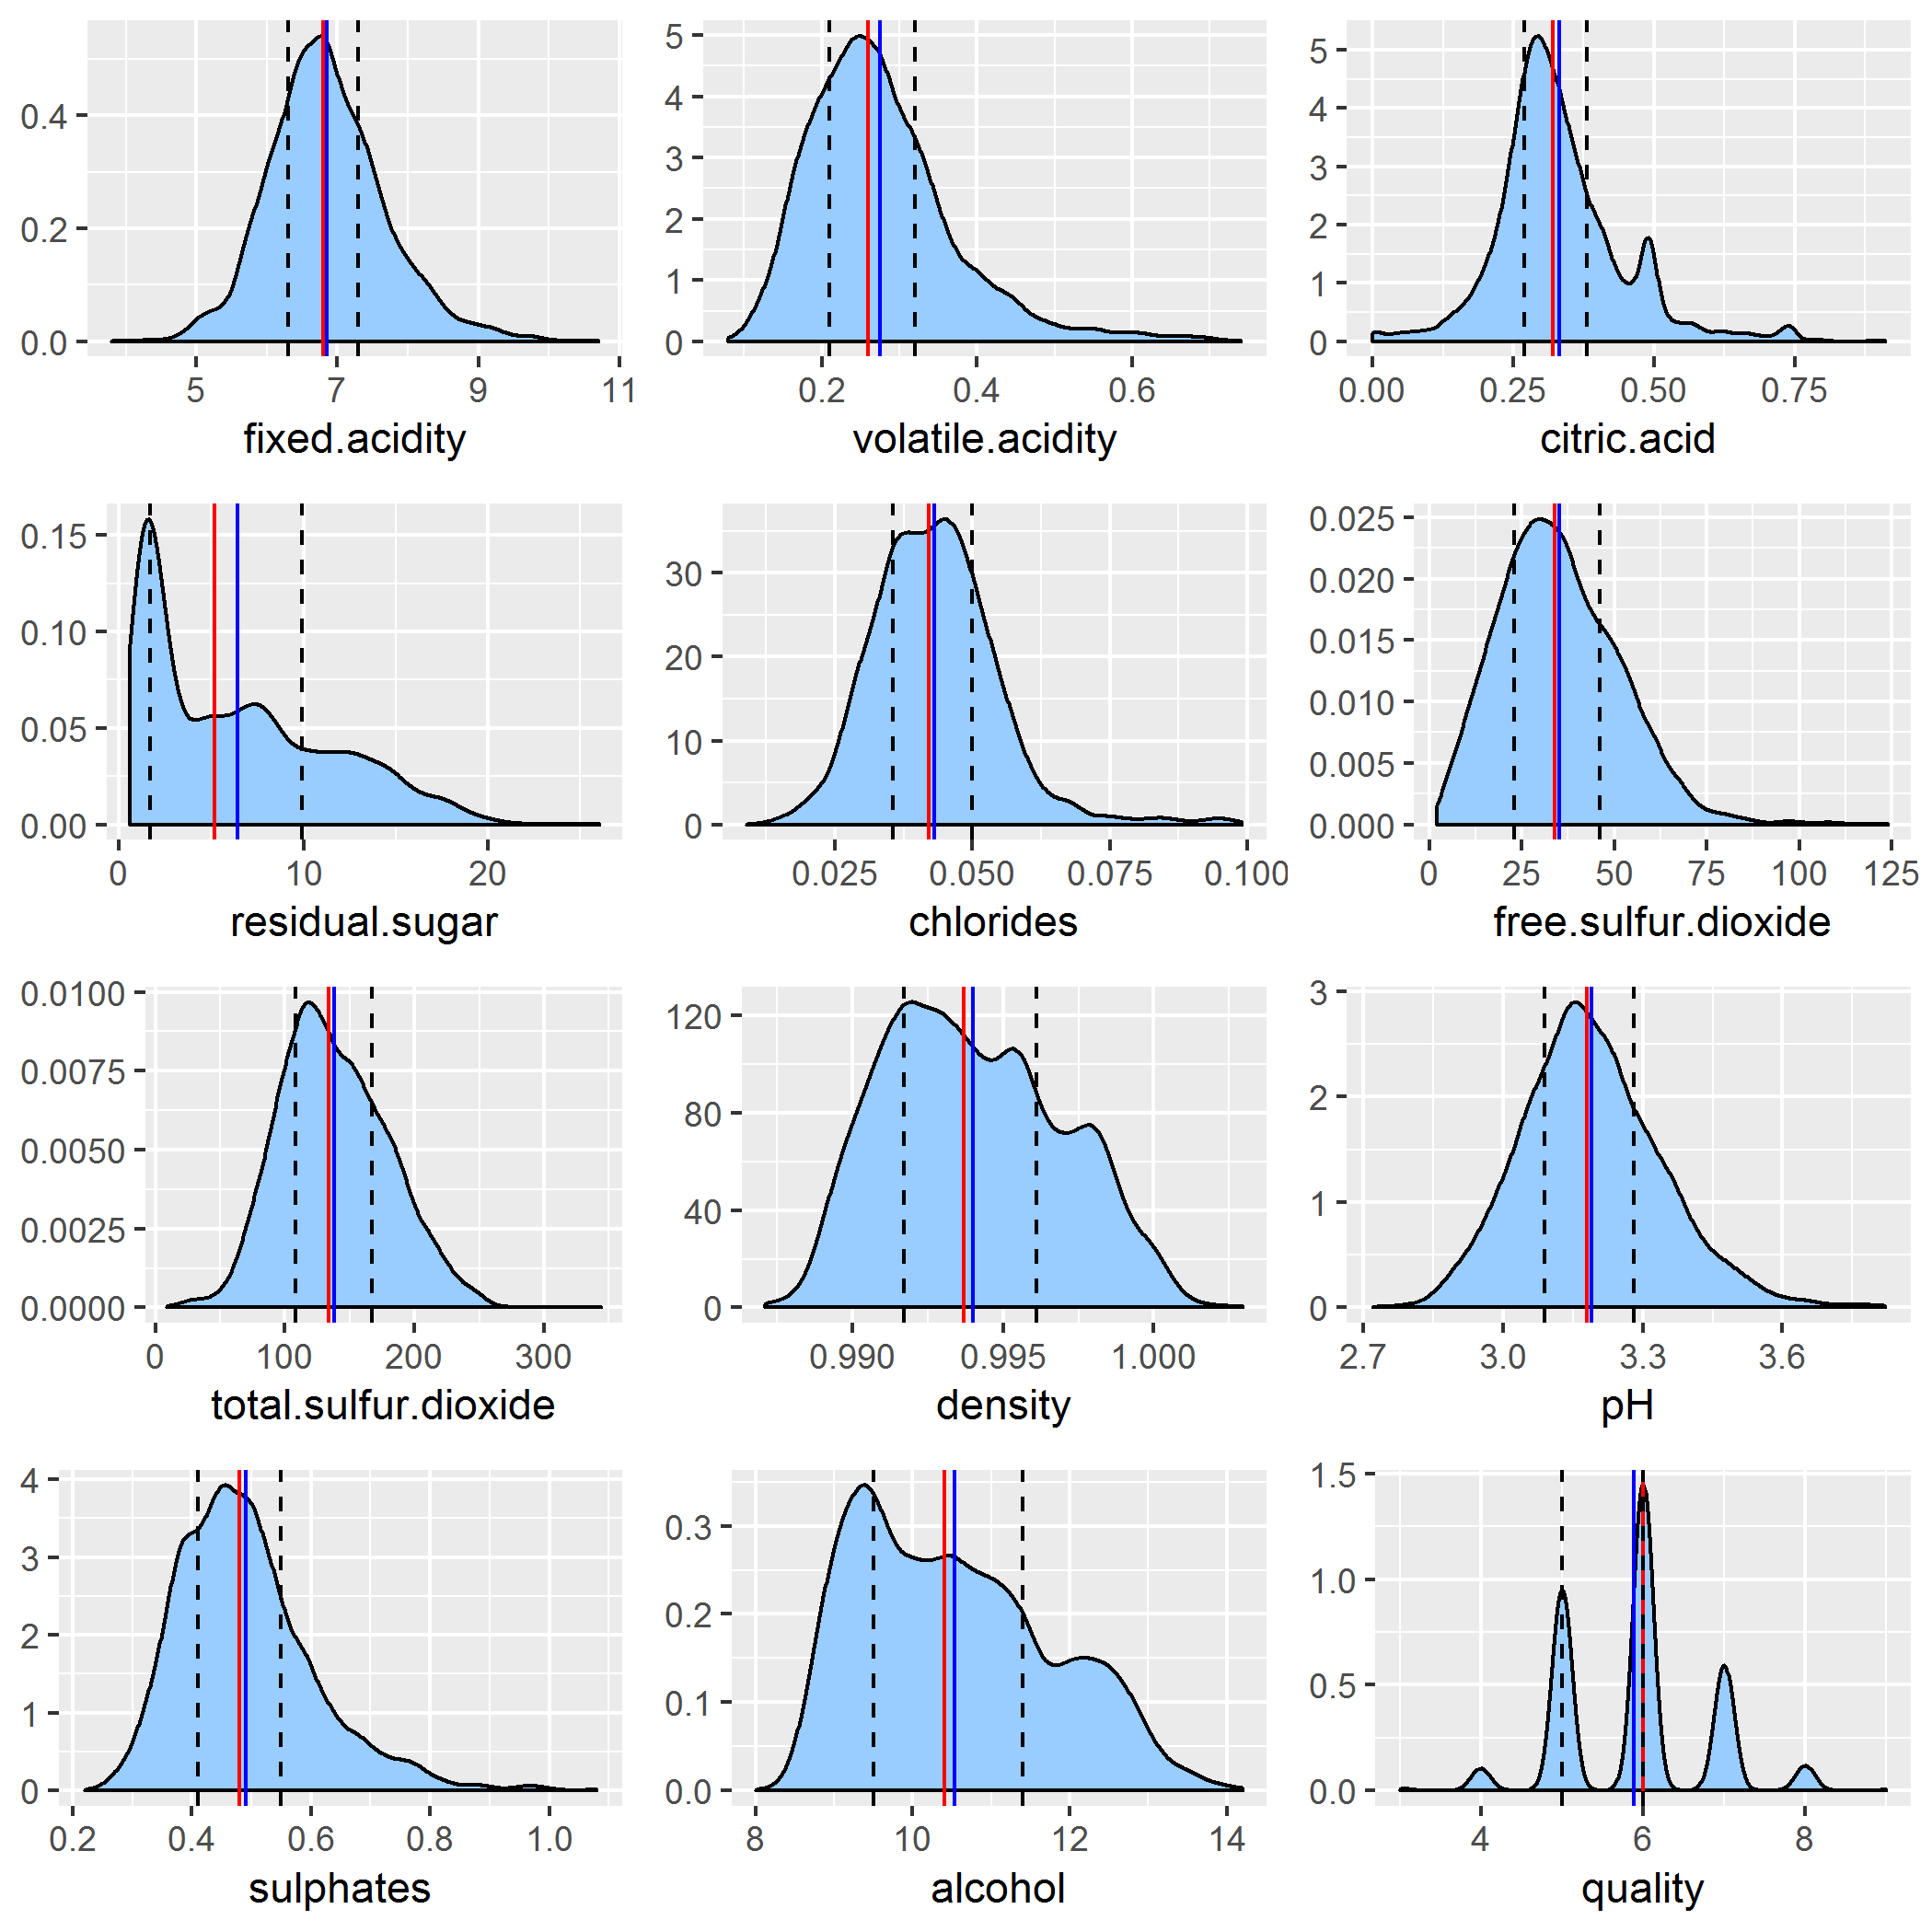 0.4
0.2
0.0
5 7 9 11
fixed.acidity
5
4
3
2
1
0
0.2 0.4 0.6
volatile.acidity
5
4
3
2
1
0
0.00 0.25 0.50 0.75
citric.acid
0.15
0.10
0.05
0.00
0 10 20
residual.sugar
30
20
10
0
0.025 0.050 0.075 0.100
chlorides
0.025
0.020
0.015
0.010
0.005
0.000
0 25 50 75 100 125
free.sulfur.dioxide
0.0100
0.0075
0.0050
0.0025
0.0000
0 100 200 300
total.sulfur.dioxide
120
80
40
0
0.990 0.995 1.000
density
3
2
1
0
2.7 3.0 3.3 3.6
pH
4
3
2
1
0
0.2 0.4 0.6 0.8 1.0
sulphates
0.3
0.2
0.1
0.0
8 10 12 14
alcohol
1.5
1.0
0.5
0.0
4 6 8
quality